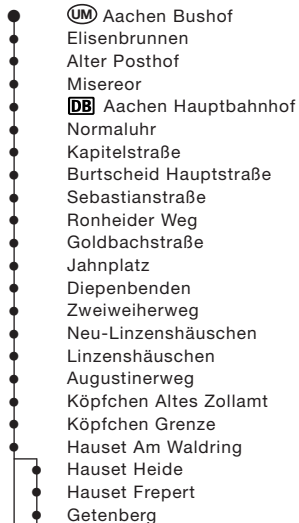 UM Aachen Bushof
Elisenbrunnen
Alter Posthof
Misereor
DB Aachen Hauptbahnhof
Normaluhr
Kapitelstraße
Burtscheid Hauptstraße
Sebastianstraße
Ronheider Weg
Goldbachstraße
Jahnplatz
Diepenbenden
Zweiweiherweg
Neu-Linzenshäuschen
Linzenshäuschen
Augustinerweg
Köpfchen Altes Zollamt
Köpfchen Grenze
Hauset Am Waldring
Hauset Heide
Hauset Frepert
Getenberg